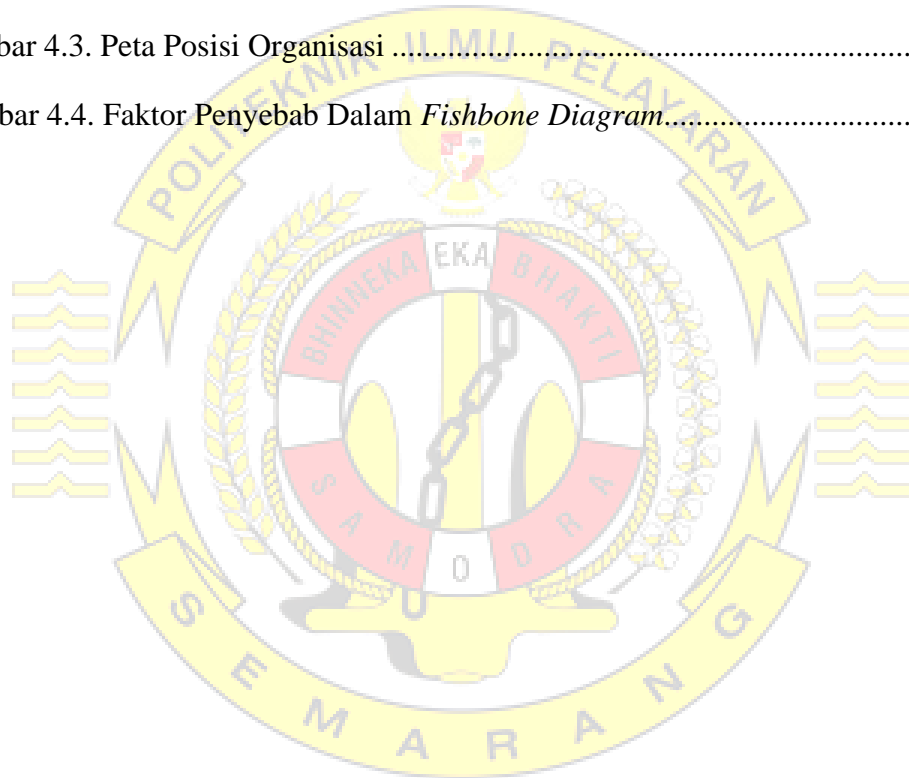 bar 4.3. Peta Posisi Organisasi ................................................................................
bar 4.4. Faktor Penyebab Dalam Fishbone Diagram......................................
POLITEKNIK ILMU PELAYARAN
BHINNEKA EKA BHAKTI
SAMODRA
SEMARANG